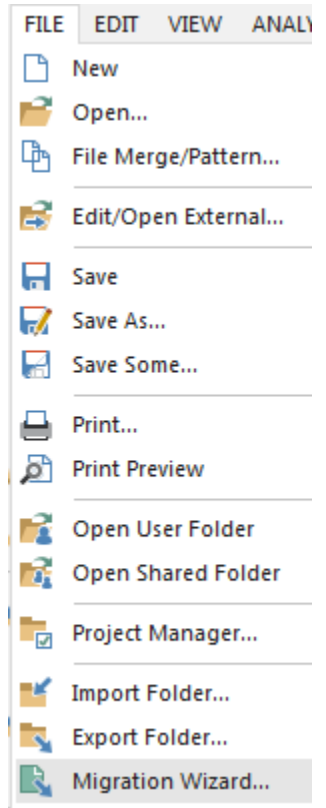 FILE EDIT VIEW ANALY
New
Open...
File Merge/Pattern...
Edit/Open External...
Save
Save As...
Save Some...
Print...
Print Preview
Open User Folder
Open Shared Folder
Project Manager...
Import Folder...
Export Folder...
Migration Wizard...